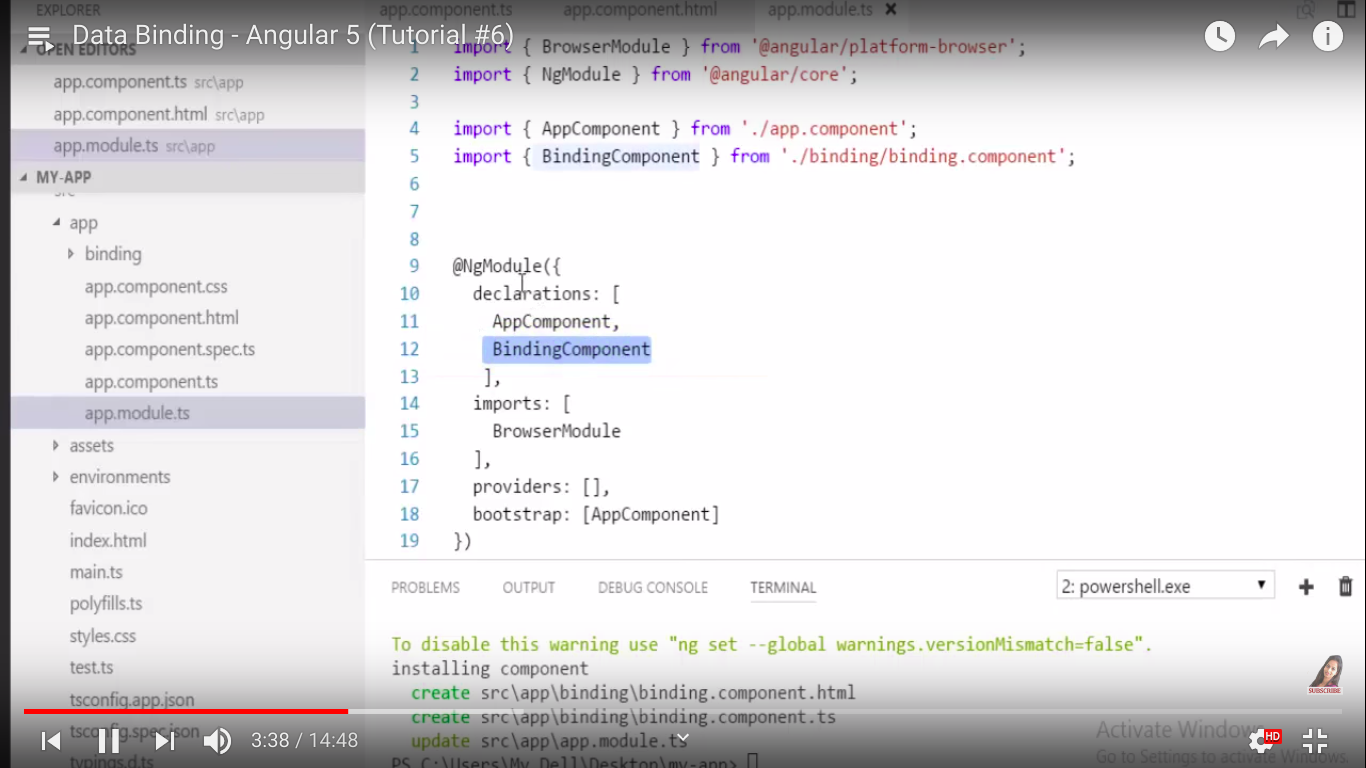 EXPLORER
app.component.ts app.component.html app.module.ts ×
Data Binding - Angular 5 (Tutorial #6)
OPEN EDITORS
app.component.ts src\app
app.component.html src\app
app.module.ts src\app
MY-APP
src
app
binding
app.component.css
app.component.html
app.component.spec.ts
app.component.ts
app.module.ts
assets
environments
favicon.ico
index.html
main.ts
polyfills.ts
styles.css
test.ts
tsconfig.app.json
tsconfig.spec.json
typings.d.ts
1 import { BrowserModule } from '@angular/platform-browser';
2 import { NgModule } from '@angular/core';
3
4 import { AppComponent } from './app.component';
5 import { BindingComponent } from './binding/binding.component';
6
7
8
9 @NgModule({
10 declarations: [
11 AppComponent,
12 BindingComponent
13 ],
14 imports: [
15 BrowserModule
16 ],
17 providers: [],
18 bootstrap: [AppComponent]
19 })
PROBLEMS OUTPUT DEBUG CONSOLE TERMINAL 2: powershell.exe
To disable this warning use "ng set --global warnings.versionMismatch=false".
installing component
create src\app\binding\binding.component.html
create src\app\binding\binding.component.ts
update src\app\app.module.ts
PS C:\Users\My Dell\Desktop\my-app>
SUBSCRIBE
Activate Windows
Go to Settings to activate Windows.
3:38 / 14:48
HD